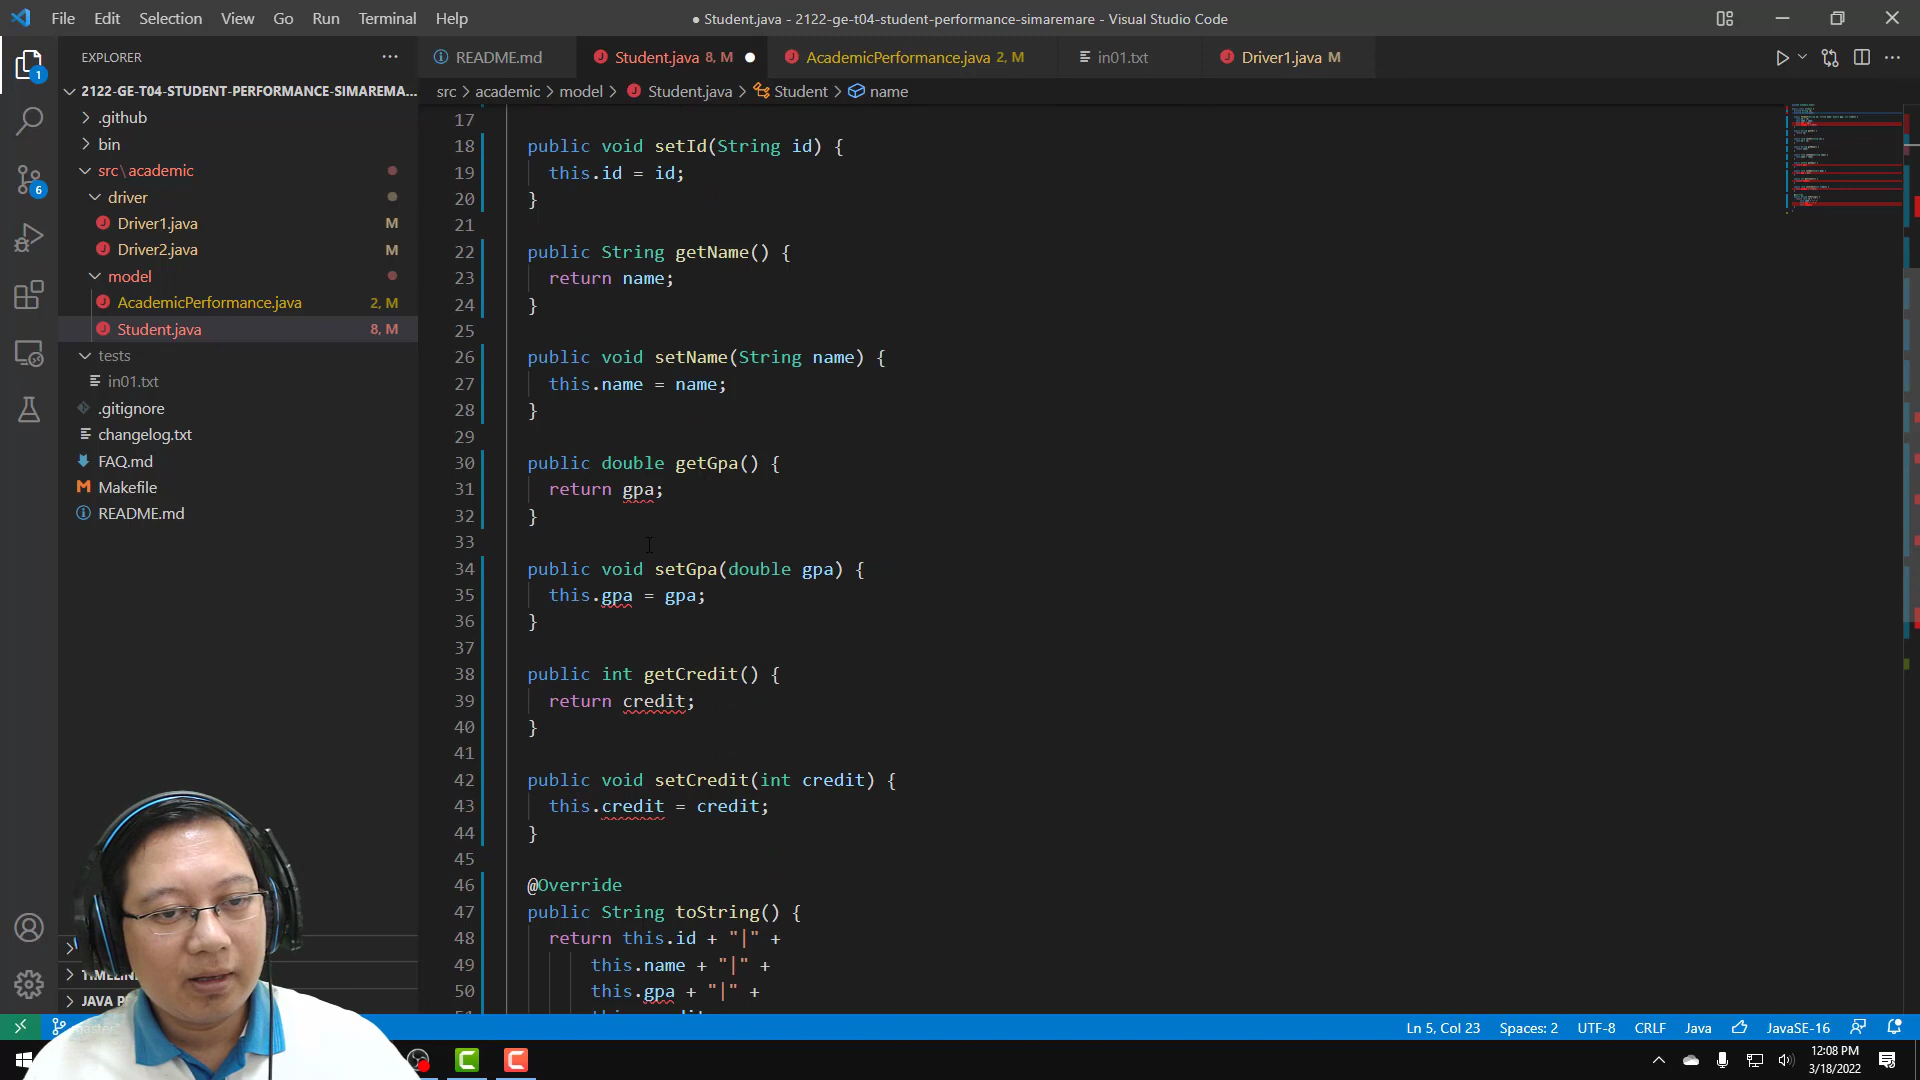 File Edit Selection View Go Run Terminal Help
● Student.java - 2122-ge-t04-student-performance-simaremare - Visual Studio Code
EXPLORER
README.md
Student.java 8, M
AcademicPerformance.java 2, M
in01.txt
Driver1.java M
1
2122-GE-T04-STUDENT-PERFORMANCE-SIMAREMA...
src > academic > model > Student.java > Student > name
.github
bin
6
src\academic
driver
Driver1.java M
Driver2.java M
model
AcademicPerformance.java 2, M
Student.java 8, M
tests
in01.txt
.gitignore
changelog.txt
FAQ.md
Makefile
README.md
17
18 public void setId(String id) {
19 this.id = id;
20 }
21
22 public String getName() {
23 return name;
24 }
25
26 public void setName(String name) {
27 this.name = name;
28 }
29
30 public double getGpa() {
31 return gpa;
32 }
33
34 public void setGpa(double gpa) {
35 this.gpa = gpa;
36 }
37
38 public int getCredit() {
39 return credit;
40 }
41
42 public void setCredit(int credit) {
43 this.credit = credit;
44 }
45
46 @Override
47 public String toString() {
48 return this.id + "|" +
49 this.name + "|" +
50 this.gpa + "|" +
TIMELINE
JAVA P
Ln 5, Col 23 Spaces: 2 UTF-8 CRLF Java JavaSE-16
12:08 PM
3/18/2022